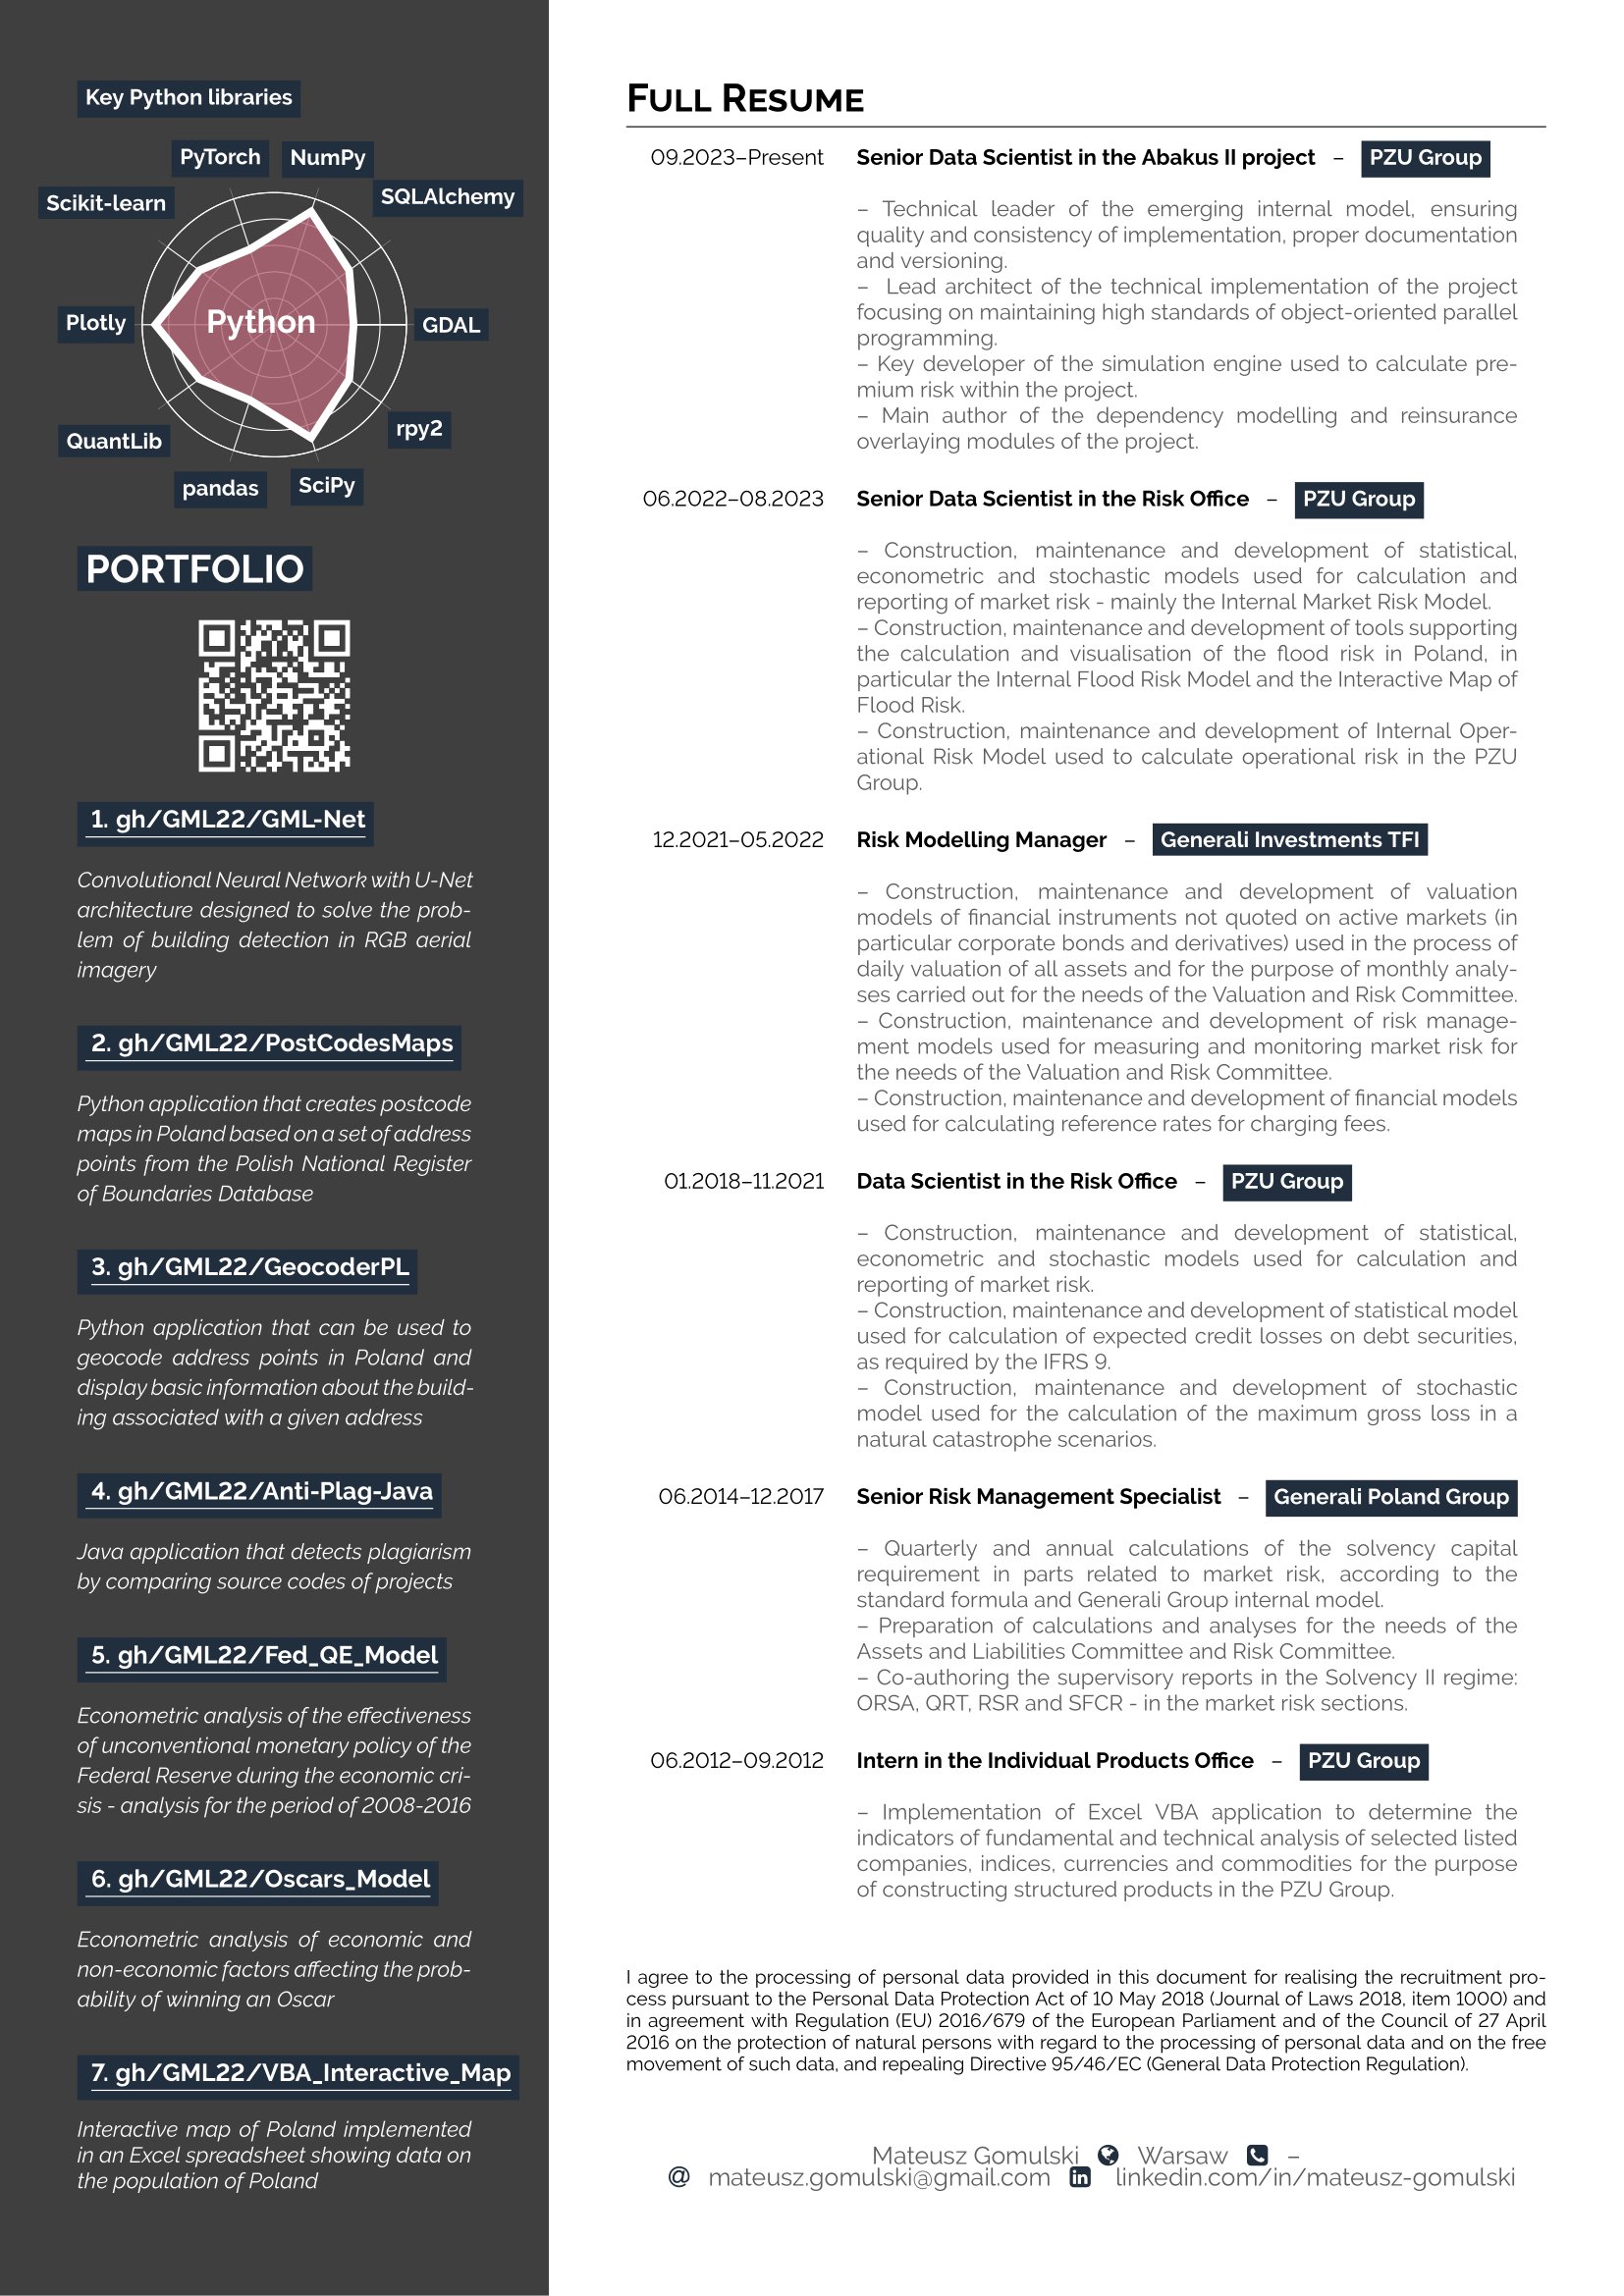 Key Python libraries
PyTorch
NumPy
Scikit-learn
SQLAlchemy
Plotly
Python
GDAL
QuantLib
rpy2
pandas
SciPy
PORTFOLIO
1. gh/GML22/GML-Net
Convolutional Neural Network with U-Net
architecture designed to solve the prob-
lem of building detection in RGB aerial
imagery
2. gh/GML22/PostCodesMaps
Python application that creates postcode
maps in Poland based on a set of address
points from the Polish National Register
of Boundaries Database
3. gh/GML22/GeocoderPL
Python application that can be used to
geocode address points in Poland and
display basic information about the build-
ing associated with a given address
4. gh/GML22/Anti-Plag-Java
Java application that detects plagiarism
by comparing source codes of projects
5. gh/GML22/Fed_QE_Model
Econometric analysis of the effectiveness
of unconventional monetary policy of the
Federal Reserve during the economic cri-
sis - analysis for the period of 2008-2016
6. gh/GML22/Oscars_Model
Econometric analysis of economic and
non-economic factors affecting the prob-
ability of winning an Oscar
7. gh/GML22/VBA_Interactive_Map
Interactive map of Poland implemented
in an Excel spreadsheet showing data on
the population of Poland
FULL RESUME
09.2023–Present Senior Data Scientist in the Abakus II project – PZU Group
– Technical leader of the emerging internal model, ensuring
quality and consistency of implementation, proper documentation
and versioning.
– Lead architect of the technical implementation of the project
focusing on maintaining high standards of object-oriented parallel
programming.
– Key developer of the simulation engine used to calculate pre-
mium risk within the project.
– Main author of the dependency modelling and reinsurance
overlaying modules of the project.
06.2022–08.2023 Senior Data Scientist in the Risk Office – PZU Group
– Construction, maintenance and development of statistical,
econometric and stochastic models used for calculation and
reporting of market risk - mainly the Internal Market Risk Model.
– Construction, maintenance and development of tools supporting
the calculation and visualisation of the flood risk in Poland, in
particular the Internal Flood Risk Model and the Interactive Map of
Flood Risk.
– Construction, maintenance and development of Internal Oper-
ational Risk Model used to calculate operational risk in the PZU
Group.
12.2021–05.2022 Risk Modelling Manager – Generali Investments TFI
– Construction, maintenance and development of valuation
models of financial instruments not quoted on active markets (in
particular corporate bonds and derivatives) used in the process of
daily valuation of all assets and for the purpose of monthly analy-
ses carried out for the needs of the Valuation and Risk Committee.
– Construction, maintenance and development of risk manage-
ment models used for measuring and monitoring market risk for
the needs of the Valuation and Risk Committee.
– Construction, maintenance and development of financial models
used for calculating reference rates for charging fees.
01.2018–11.2021 Data Scientist in the Risk Office – PZU Group
– Construction, maintenance and development of statistical,
econometric and stochastic models used for calculation and
reporting of market risk.
– Construction, maintenance and development of statistical model
used for calculation of expected credit losses on debt securities,
as required by the IFRS 9.
– Construction, maintenance and development of stochastic
model used for the calculation of the maximum gross loss in a
natural catastrophe scenarios.
06.2014–12.2017 Senior Risk Management Specialist – Generali Poland Group
– Quarterly and annual calculations of the solvency capital
requirement in parts related to market risk, according to the
standard formula and Generali Group internal model.
– Preparation of calculations and analyses for the needs of the
Assets and Liabilities Committee and Risk Committee.
– Co-authoring the supervisory reports in the Solvency II regime:
ORSA, QRT, RSR and SFCR - in the market risk sections.
06.2012–09.2012 Intern in the Individual Products Office – PZU Group
– Implementation of Excel VBA application to determine the
indicators of fundamental and technical analysis of selected listed
companies, indices, currencies and commodities for the purpose
of constructing structured products in the PZU Group.
I agree to the processing of personal data provided in this document for realising the recruitment pro-
cess pursuant to the Personal Data Protection Act of 10 May 2018 (Journal of Laws 2018, item 1000) and
in agreement with Regulation (EU) 2016/679 of the European Parliament and of the Council of 27 April
2016 on the protection of natural persons with regard to the processing of personal data and on the free
movement of such data, and repealing Directive 95/46/EC (General Data Protection Regulation).
Mateusz Gomulski Warsaw –
@ mateusz.gomulski@gmail.com in linkedin.com/in/mateusz-gomulski